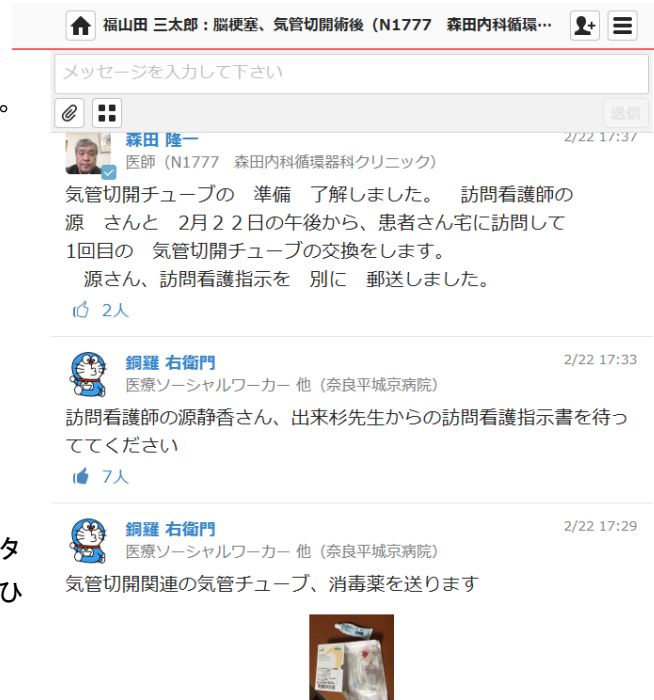 福山田 三太郎：脳梗塞、気管切開術後（N1777　森田内科循環…
メッセージを入力して下さい
送信
。
森田 隆一
2/22 17:37
医師（N1777　森田内科循環器科クリニック）
気管切開チューブの　準備　了解しました。　訪問看護師の
源　さんと　2月２２日の午後から、患者さん宅に訪問して
1回目の　気管切開チューブの交換をします。
　源さん、訪問看護指示を　別に　郵送しました。
2人
銅羅 右衛門
2/22 17:33
医療ソーシャルワーカー 他（奈良平城京病院）
訪問看護師の源静香さん、出来杉先生からの訪問看護指示書を待っ
ててください
7人
銅羅 右衛門
2/22 17:29
医療ソーシャルワーカー 他（奈良平城京病院）
タ
ひ
気管切開関連の気管チューブ、消毒薬を送ります